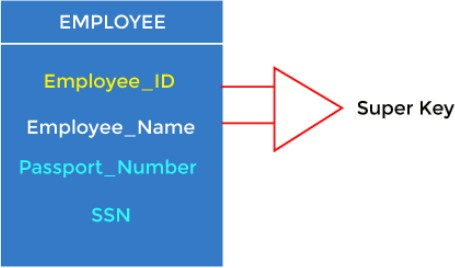 EMPLOYEE
Employee_ID
Employee_Name
Super Key
Passport_Number
SSN